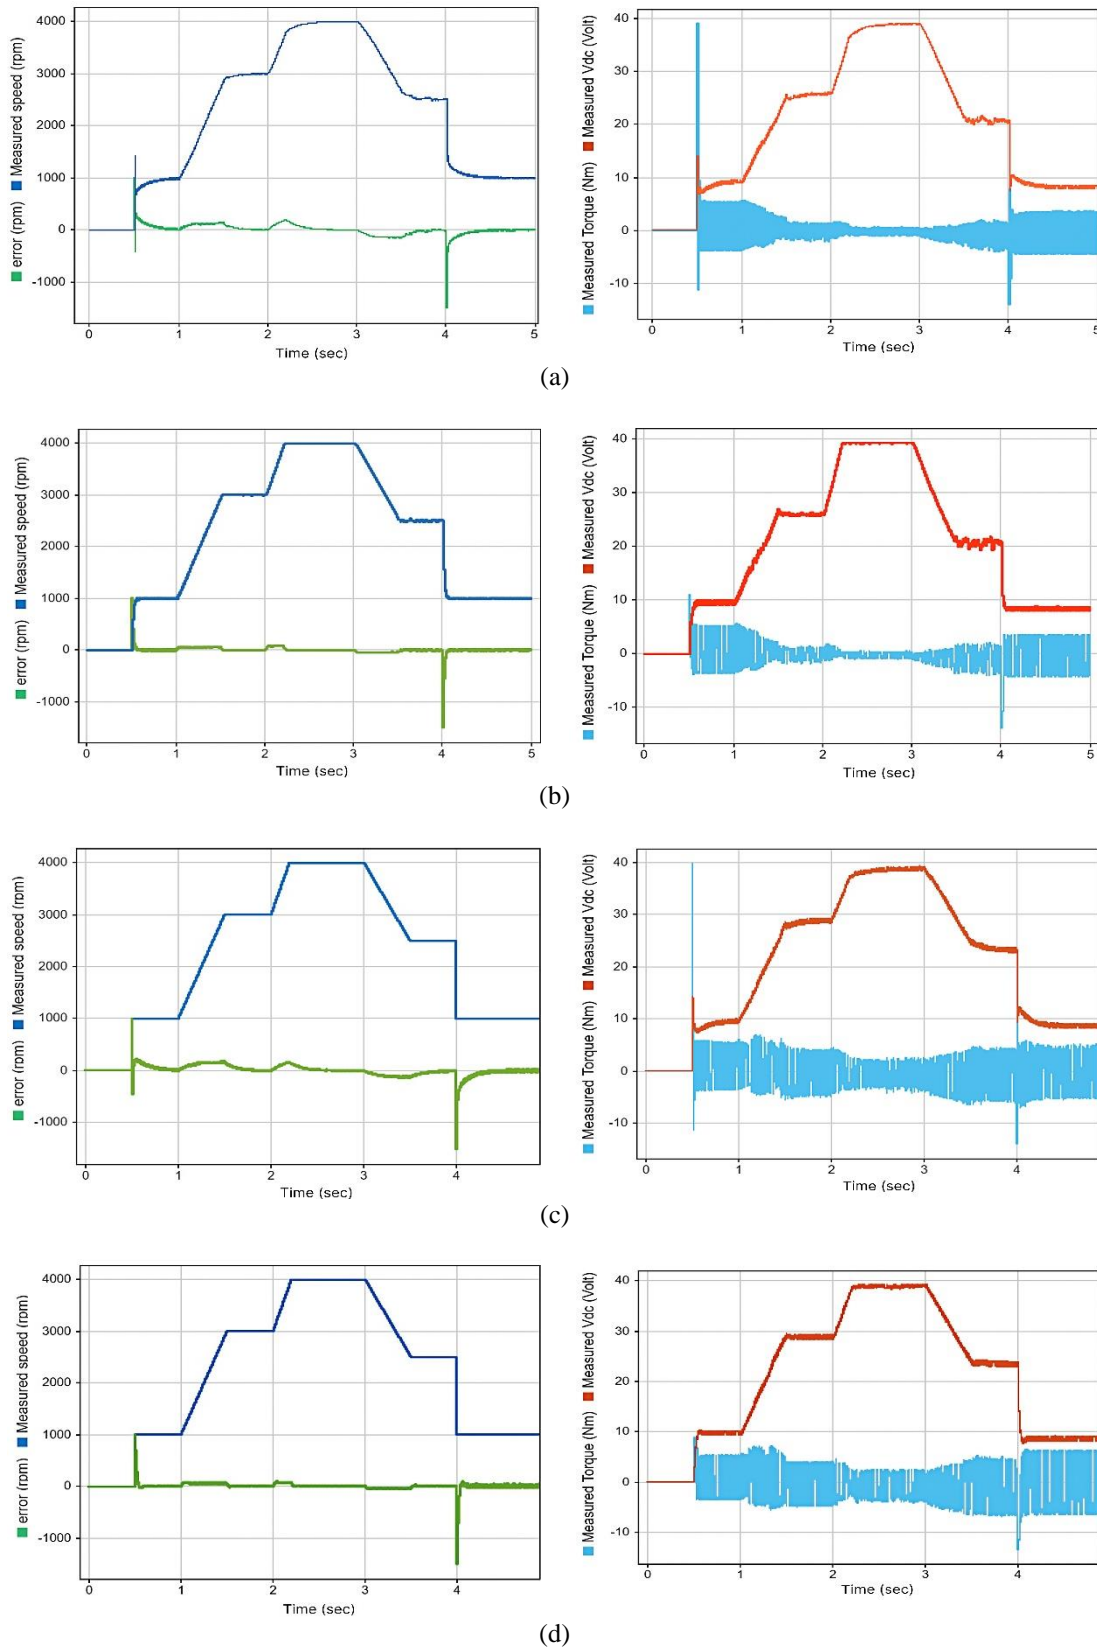 Measured speed (rpm)
error (rpm)
4000
3000
2000
1000
0
-1000
0 1 2 3 4 5
Time (sec)
Measured Vdc (Volt)
Measured Torque (Nm)
40
30
20
10
0
-10
0 1 2 3 4 5
Time (sec)
(a)
Measured speed (rpm)
error (rpm)
4000
3000
2000
1000
0
-1000
0 1 2 3 4 5
Time (sec)
Measured Vdc (Volt)
Measured Torque (Nm)
40
30
20
10
0
-10
0 1 2 3 4 5
Time (sec)
(b)
Measured speed (rpm)
error (rpm)
4000
3000
2000
1000
0
-1000
0 1 2 3 4
Time (sec)
Measured Vdc (Volt)
Measured Torque (Nm)
40
30
20
10
0
-10
0 1 2 3 4
Time (sec)
(c)
Measured speed (rpm)
error (rpm)
4000
3000
2000
1000
0
-1000
0 1 2 3 4
Time (sec)
Measured Vdc (Volt)
Measured Torque (Nm)
40
30
20
10
0
-10
0 1 2 3 4
Time (sec)
(d)